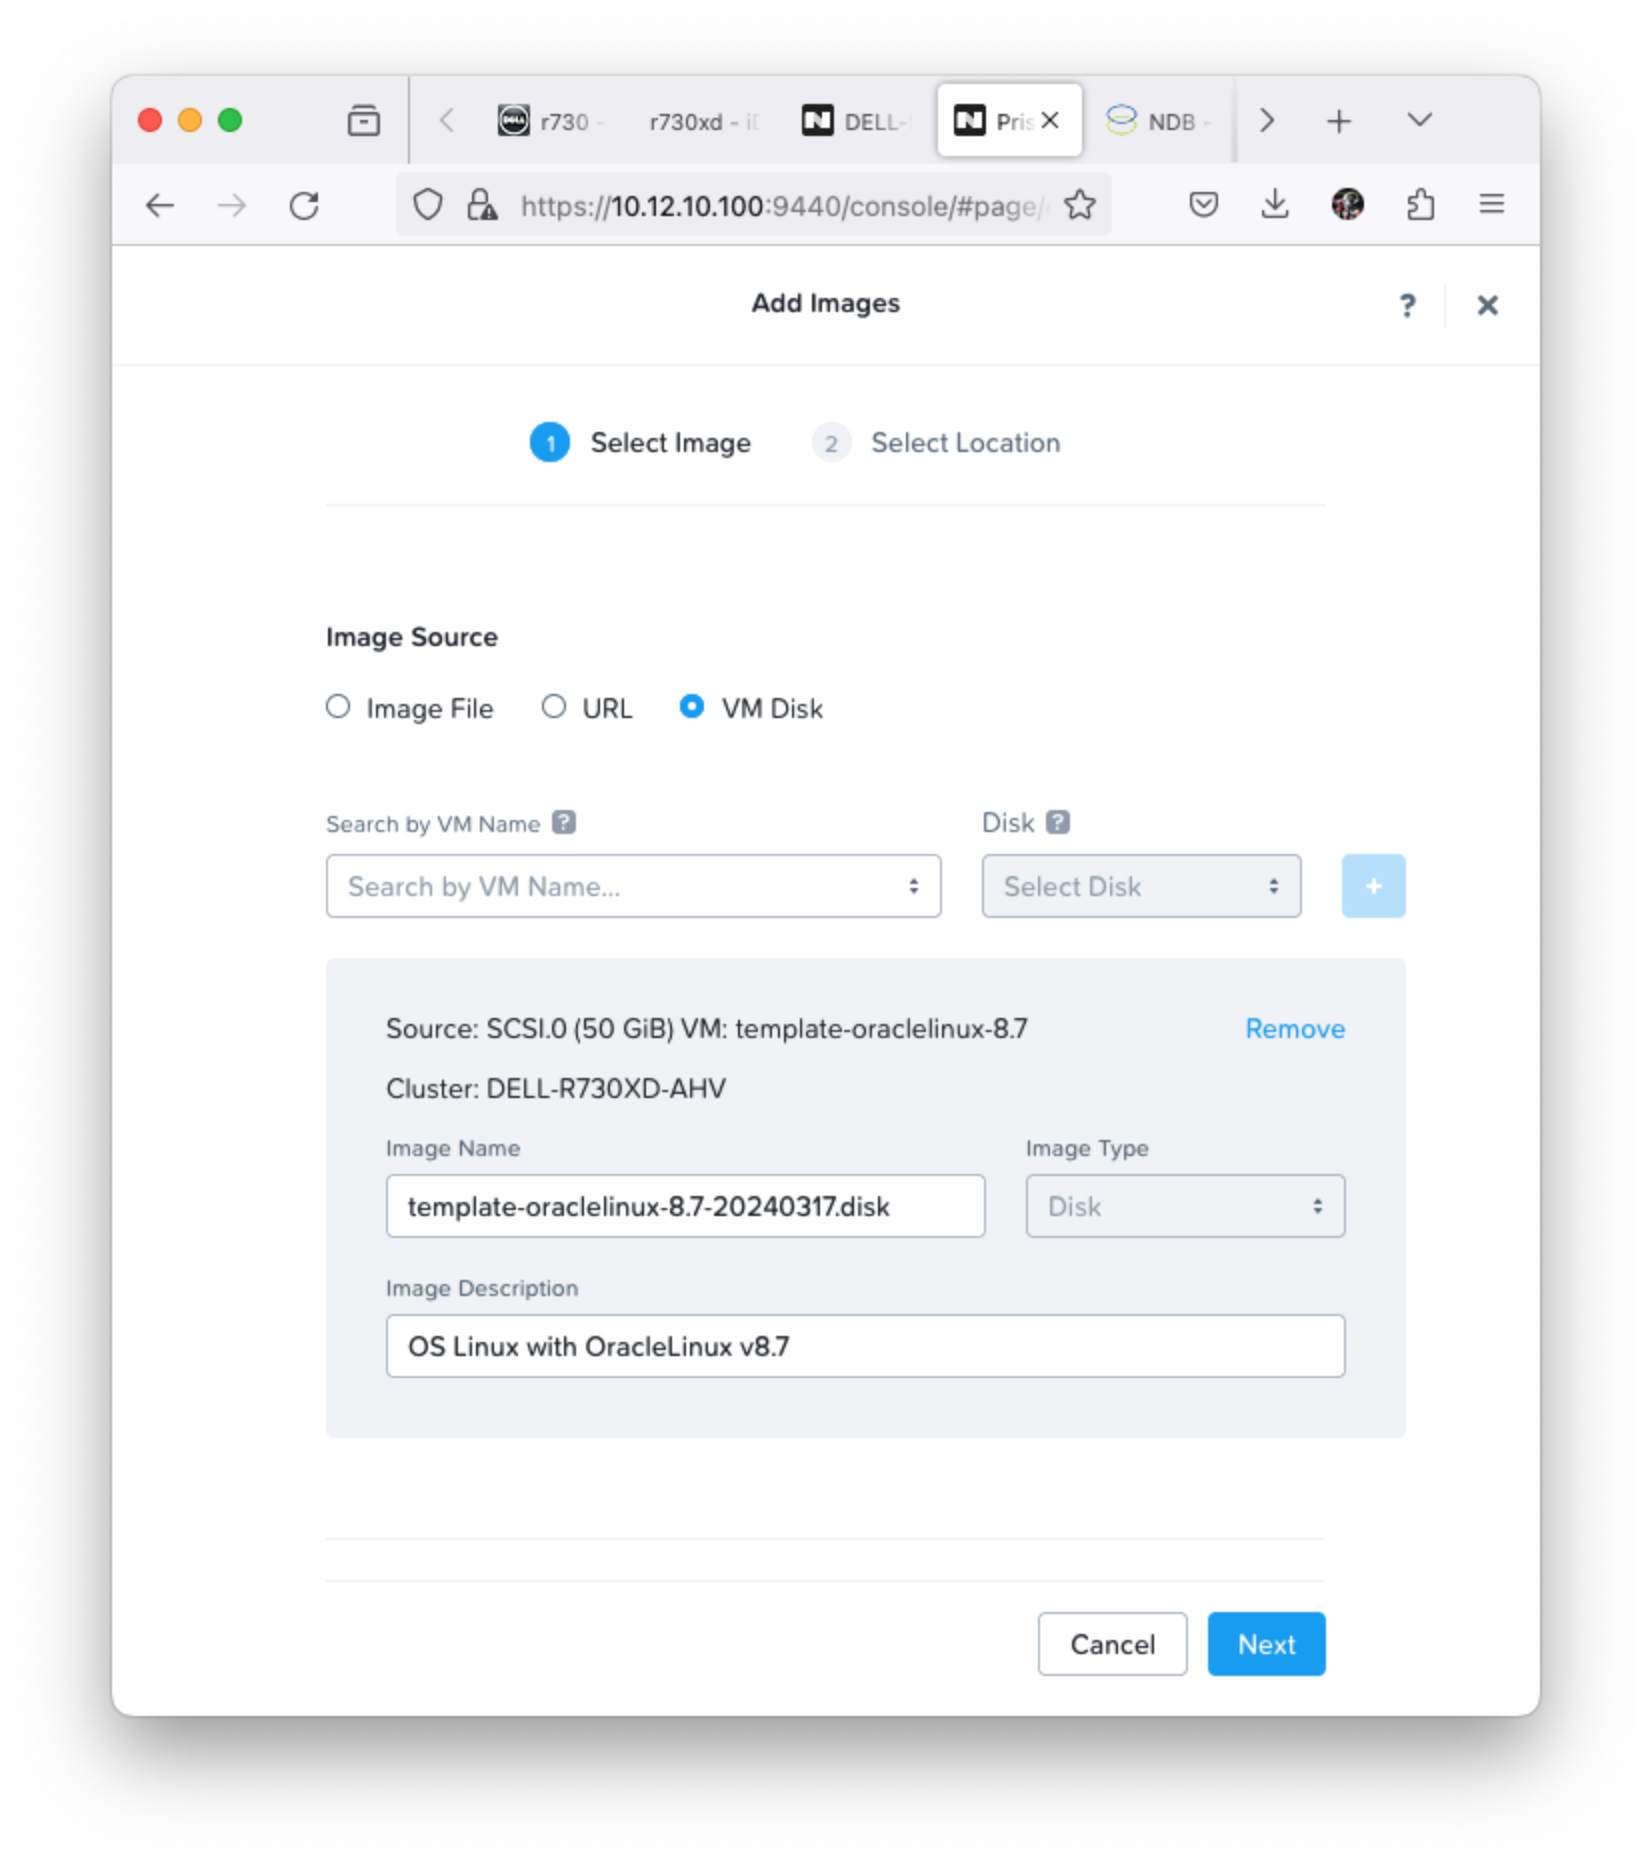 r730 -
r730xd - i
DELL-
Pris
NDB -
https://10.12.10.100:9440/console/#page/
Add Images
?
1 Select Image
2 Select Location
Image Source
Image File
URL
VM Disk
Search by VM Name ?
Disk ?
Search by VM Name...
Select Disk
+
Source: SCSI.0 (50 GiB) VM: template-oraclelinux-8.7
Remove
Cluster: DELL-R730XD-AHV
Image Name
Image Type
template-oraclelinux-8.7-20240317.disk
Disk
Image Description
OS Linux with OracleLinux v8.7
Cancel
Next